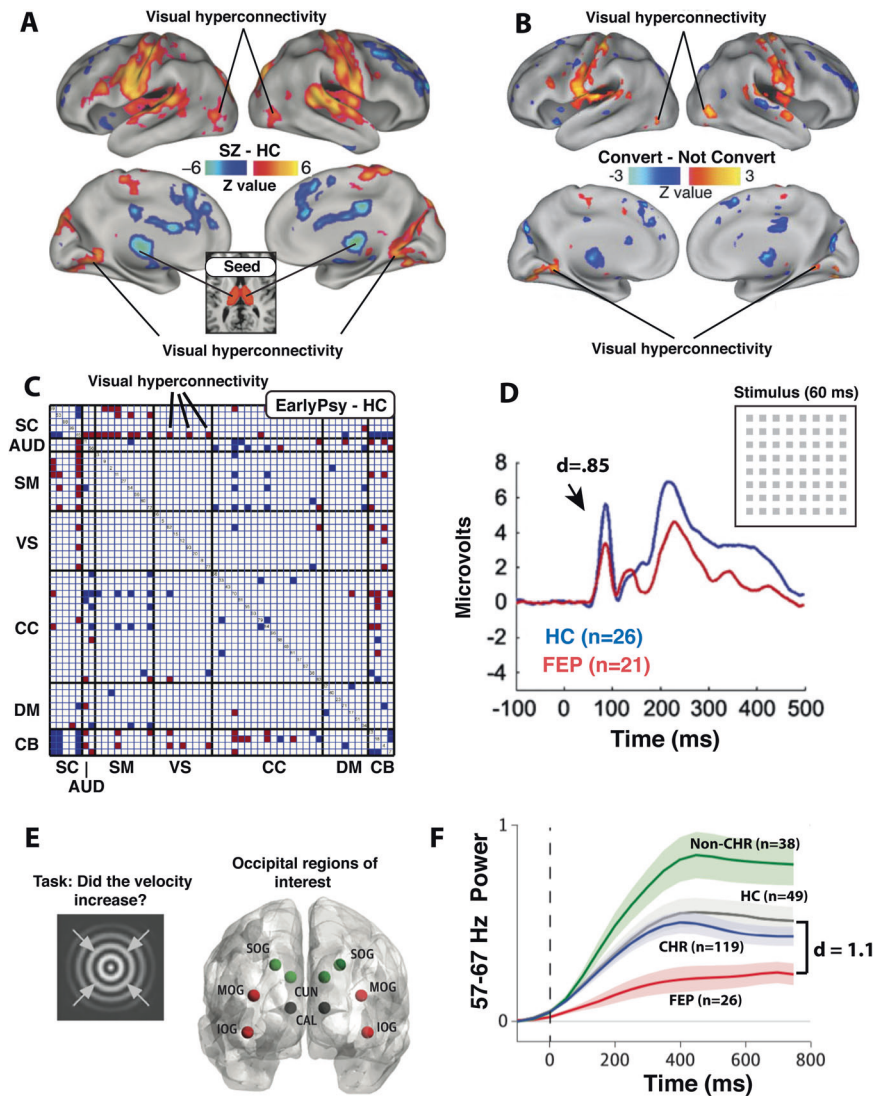 A
Visual hyperconnectivity
SZ - HC
–6
6
Z value
Seed
Visual hyperconnectivity
B
Visual hyperconnectivity
Convert - Not Convert
-3
3
Z value
Visual hyperconnectivity
C
Visual hyperconnectivity
EarlyPsy - HC
SC
AUD
SM
VS
CC
DM
CB
SC |
AUD
SM
VS
CC
DM
CB
D
Stimulus (60 ms)
d=.85
Microvolts
8
6
4
2
0
-2
-4
HC (n=26)
FEP (n=21)
-100
0
100
200
300
400
500
Time (ms)
E
Task: Did the velocity
increase?
Occipital regions of
interest
SOG
SOG
MOG
CUN
MOG
IOG
CAL
IOG
F
57-67 Hz Power
1
0
Non-CHR (n=38)
HC (n=49)
CHR (n=119)
FEP (n=26)
d = 1.1
0
200
400
600
800
Time (ms)